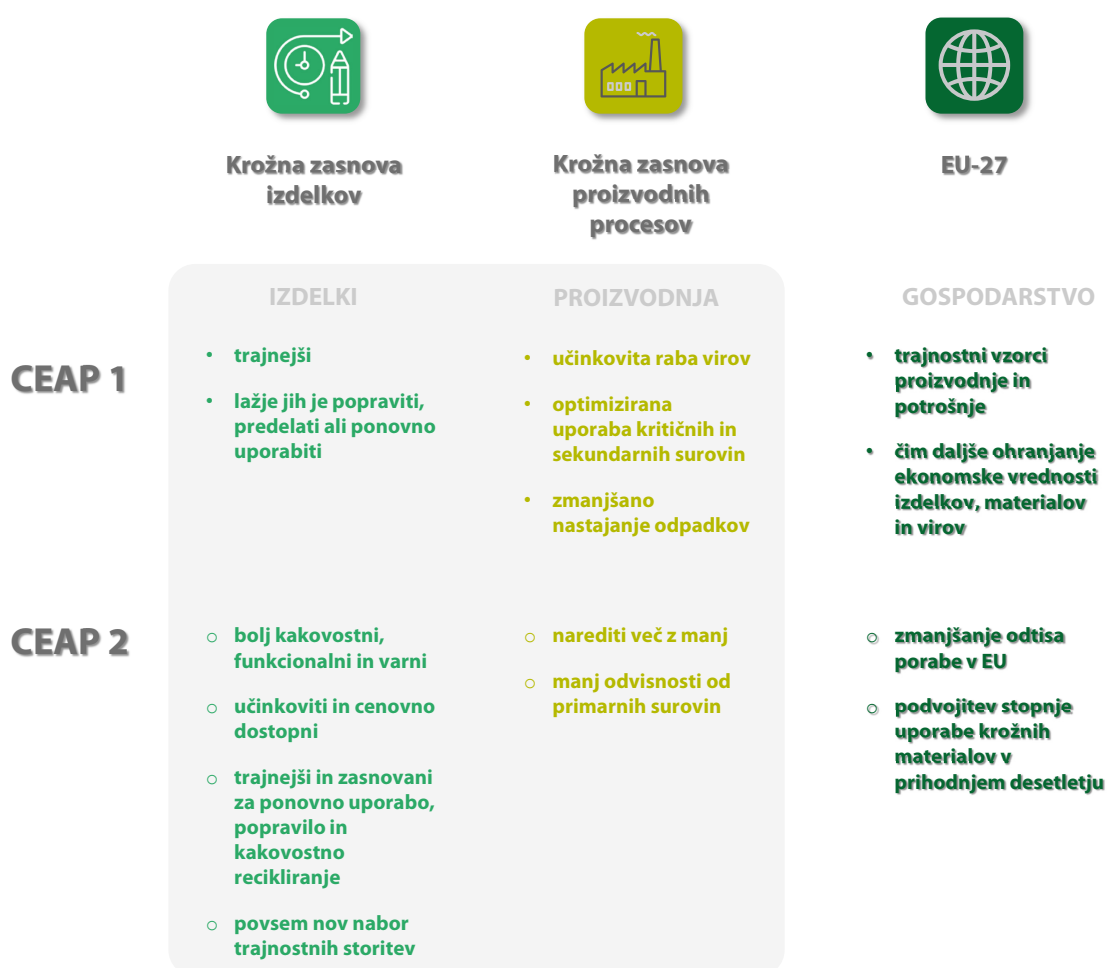 Krožna zasnova
izdelkov
Krožna zasnova
proizvodnih
procesov
EU-27
IZDELKI
PROIZVODNJA
GOSPODARSTVO
CEAP 1
• trajnejši
• lažje jih je popraviti,
predelati ali ponovno
uporabiti
• učinkovita raba virov
• optimizirana
uporaba kritičnih in
sekundarnih surovin
• zmanjšano
nastajanje odpadkov
• trajnostni vzorci
proizvodnje in
potrošnje
• čim daljše ohranjanje
ekonomske vrednosti
izdelkov, materialov
in virov
CEAP 2
o bolj kakovostni,
funkcionalni in varni
o učinkoviti in cenovno
dostopni
o trajnejši in zasnovani
za ponovno uporabo,
popravilo in
kakovostno
recikliranje
o povsem nov nabor
trajnostnih storitev
o narediti več z manj
o manj odvisnosti od
primarnih surovin
o zmanjšanje odtisa
porabe v EU
o podvojitev stopnje
uporabe krožnih
materialov v
prihodnjem desetletju